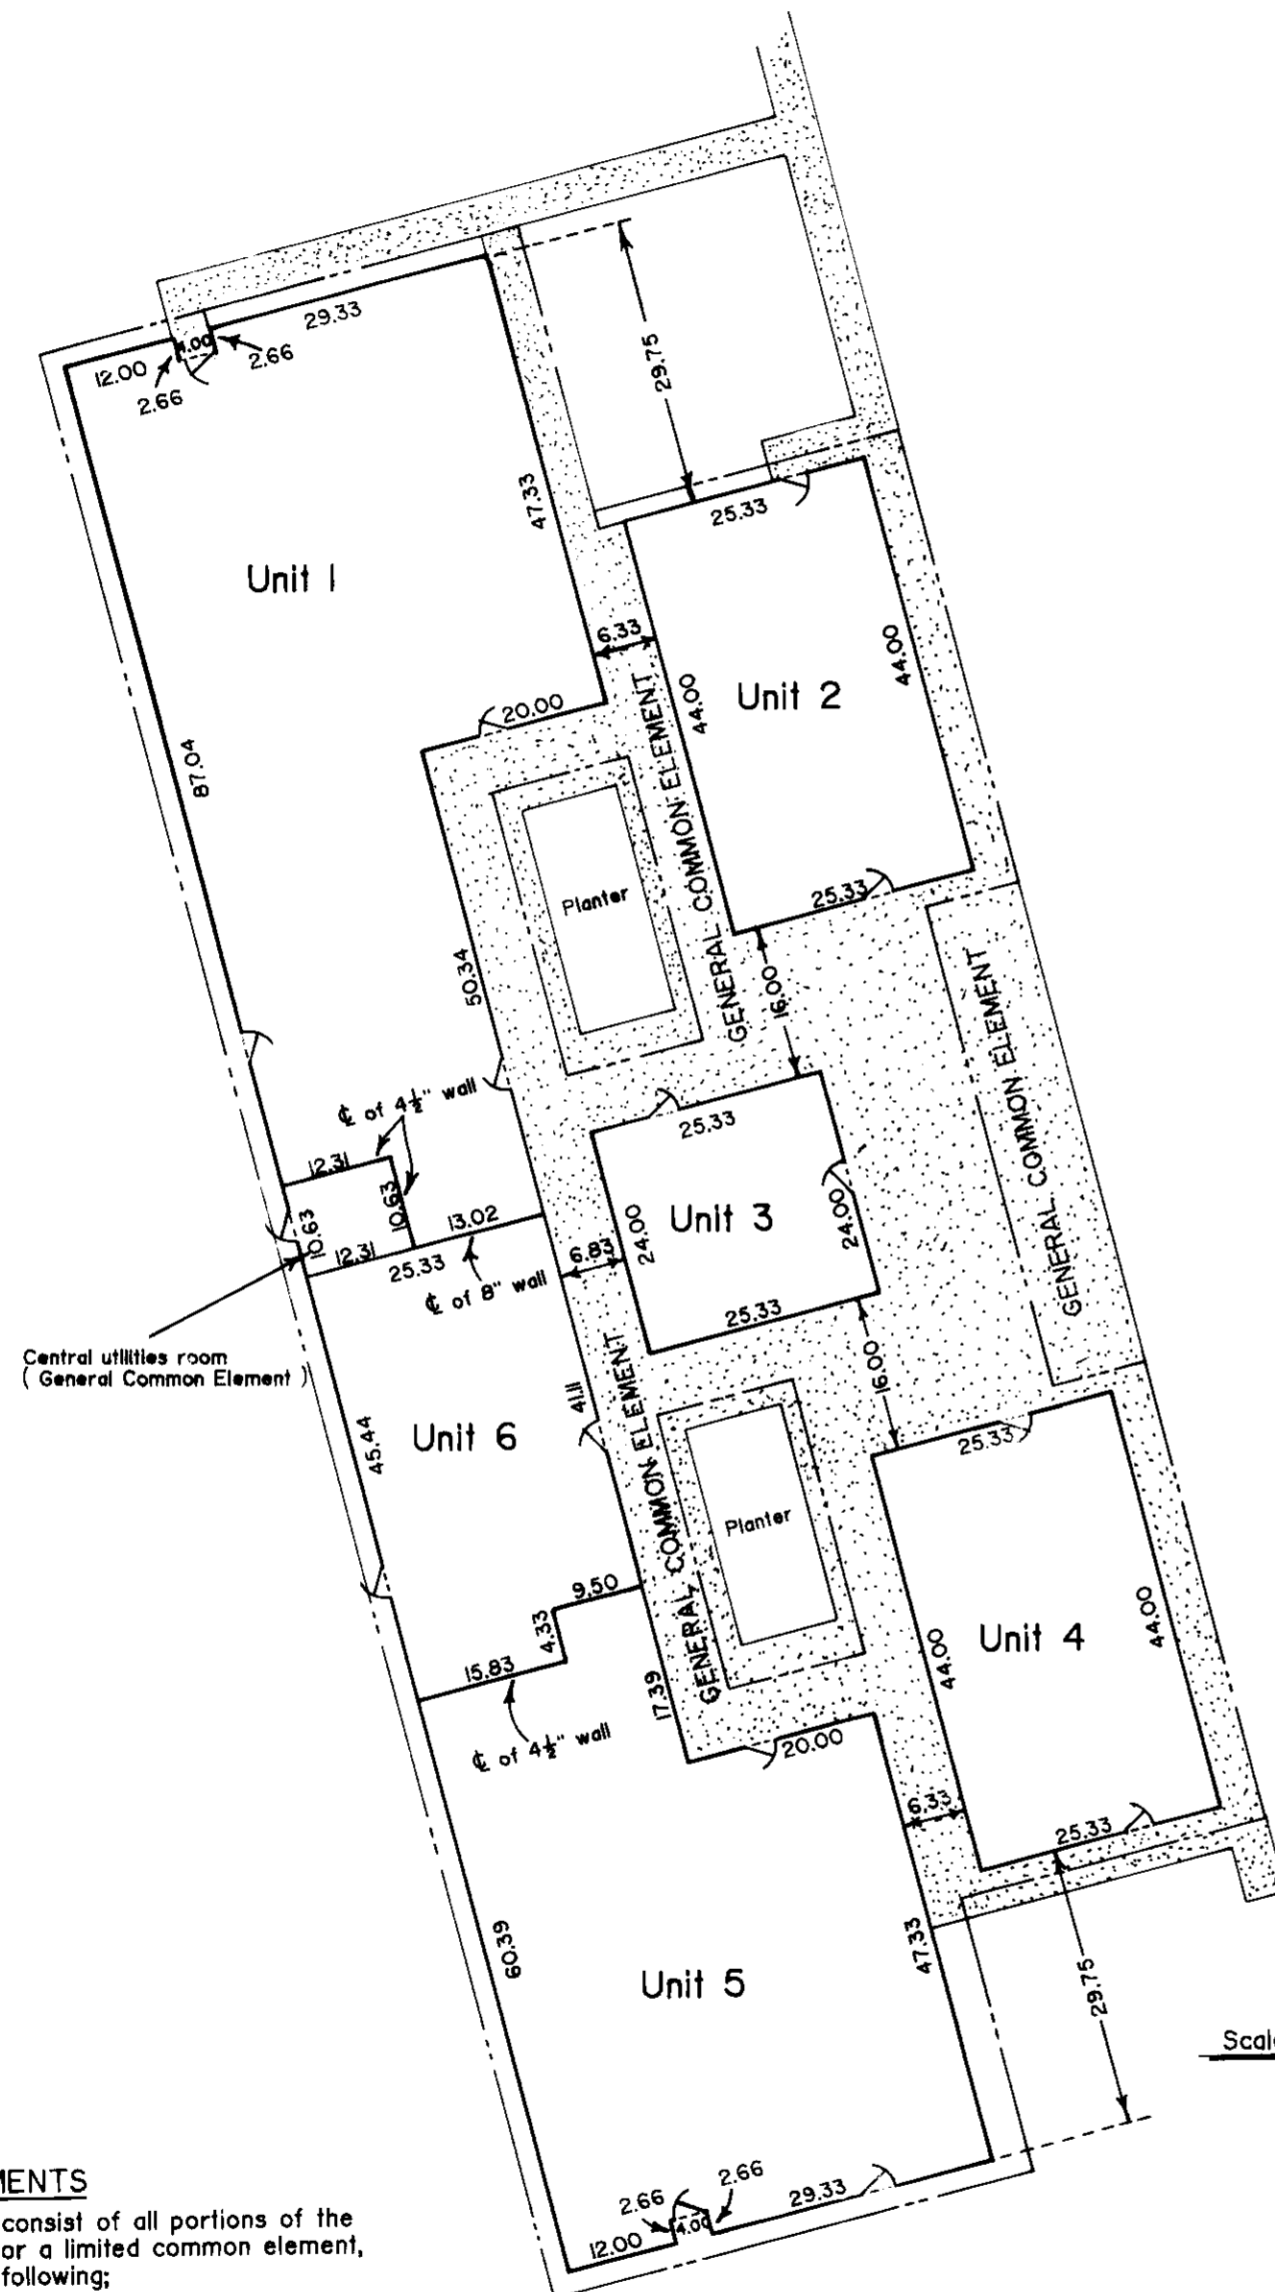 29.33
4.00
2.66
12.00
2.66
29.75
47.33
25.33
Unit 1
6.33
44.00
Unit 2
44.00
20.00
87.04
GENERAL COMMON ELEMENT
25.33
Planter
50.34
16.00
GENERAL COMMON ELEMENT
℄ of 4½" wall
25.33
12.31
10.63
10.63
13.02
24.00
Unit 3
24.00
12.31
25.33
6.83
℄ of 8" wall
25.33
Central utilities room
( General Common Element )
16.00
41.11
GENERAL COMMON ELEMENT
45.44
Unit 6
25.33
Planter
9.50
4.33
15.83
44.00
Unit 4
44.00
17.39
℄ of 4½" wall
20.00
6.33
25.33
60.39
47.33
Unit 5
29.75
Scale
MENTS
2.66
2.66
29.33
4.00
12.00
consist of all portions of the
or a limited common element,
following;